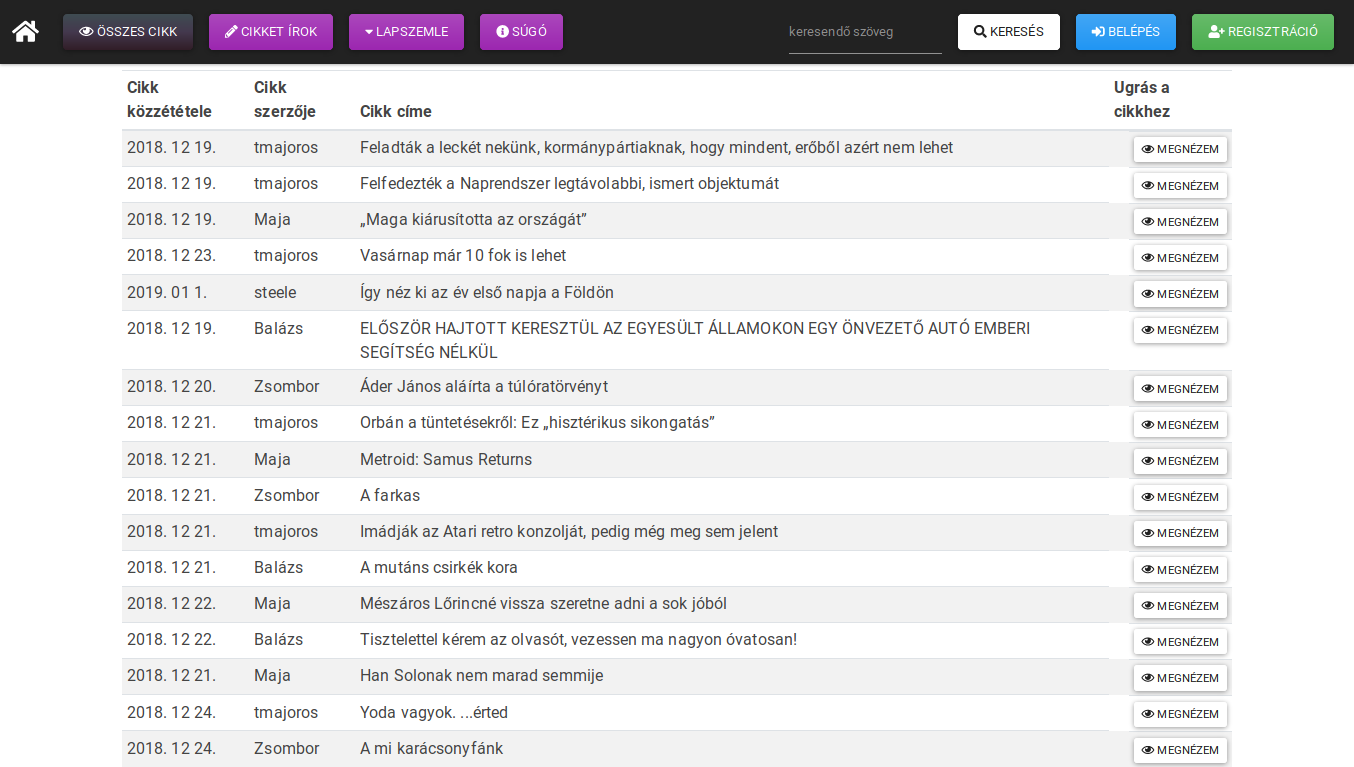 ÖSSZES CIKK CIKKET ÍROK LAPSZEMLE SÚGÓ keresendő szöveg KERESÉS BELÉPÉS REGISZTRÁCIÓ
Cikk közzététele Cikk szerzője Cikk címe Ugrás a cikkhez
2018. 12 19. tmajoros Feladták a leckét nekünk, kormánypártiaknak, hogy mindent, erőből azért nem lehet MEGNÉZEM
2018. 12 19. tmajoros Felfedezték a Naprendszer legtávolabbi, ismert objektumát MEGNÉZEM
2018. 12 19. Maja „Maga kiárusította az országát” MEGNÉZEM
2018. 12 23. tmajoros Vasárnap már 10 fok is lehet MEGNÉZEM
2019. 01 1. steele Így néz ki az év első napja a Földön MEGNÉZEM
2018. 12 19. Balázs ELŐSZÖR HAJTOTT KERESZTÜL AZ EGYESÜLT ÁLLAMOKON EGY ÖNVEZETŐ AUTÓ EMBERI MEGNÉZEM
SEGÍTSÉG NÉLKÜL
2018. 12 20. Zsombor Áder János aláírta a túlóratörvényt MEGNÉZEM
2018. 12 21. tmajoros Orbán a tüntetésekről: Ez „hisztérikus sikongatás” MEGNÉZEM
2018. 12 21. Maja Metroid: Samus Returns MEGNÉZEM
2018. 12 21. Zsombor A farkas MEGNÉZEM
2018. 12 21. tmajoros Imádják az Atari retro konzolját, pedig még meg sem jelent MEGNÉZEM
2018. 12 21. Balázs A mutáns csirkék kora MEGNÉZEM
2018. 12 22. Maja Mészáros Lőrincné vissza szeretne adni a sok jóból MEGNÉZEM
2018. 12 22. Balázs Tisztelettel kérem az olvasót, vezessen ma nagyon óvatosan! MEGNÉZEM
2018. 12 21. Maja Han Solonak nem marad semmije MEGNÉZEM
2018. 12 24. tmajoros Yoda vagyok. ...érted MEGNÉZEM
2018. 12 24. Zsombor A mi karácsonyfánk MEGNÉZEM